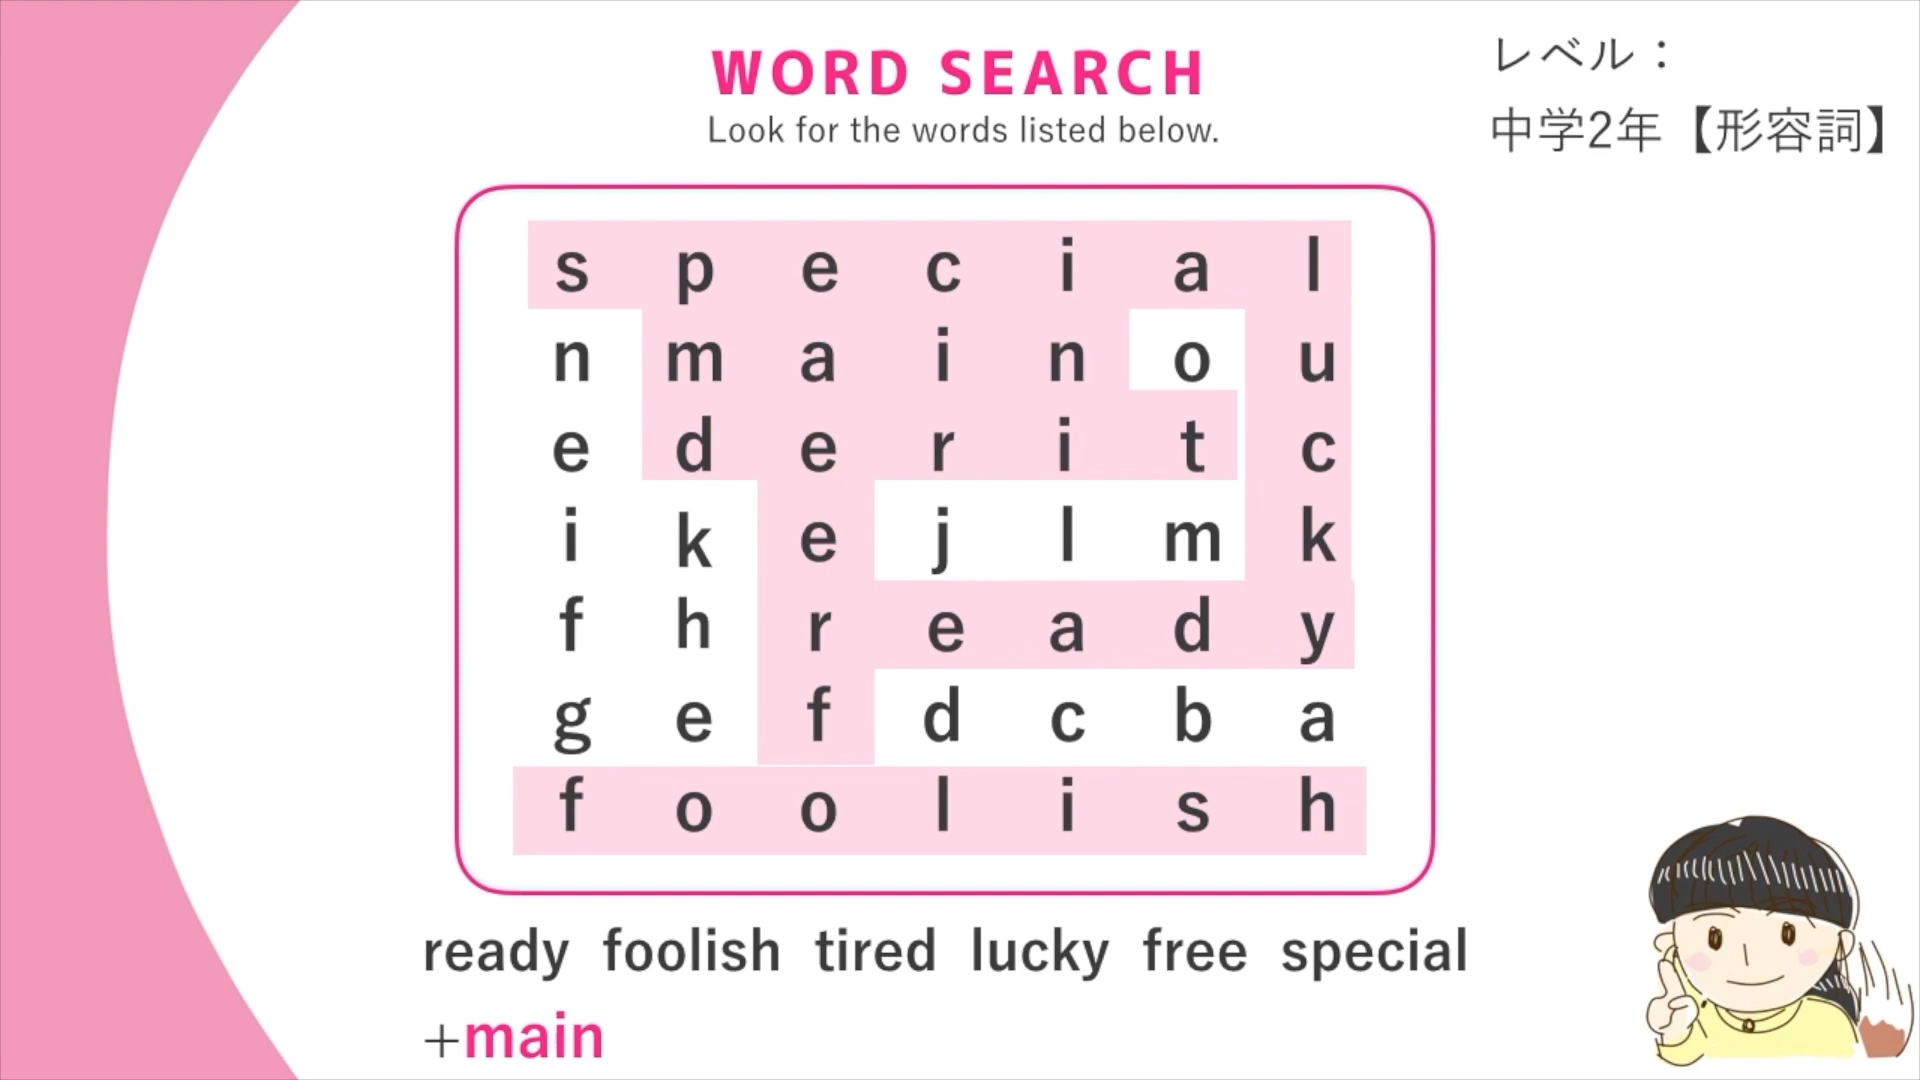 WORD SEARCH
Look for the words listed below.
レベル：
中学2年【形容詞】
s p e c i a l
n m a i n o u
e d e r i t c
i k e j l m k
f h r e a d y
g e f d c b a
f o o l i s h
ready foolish tired lucky free special
+main